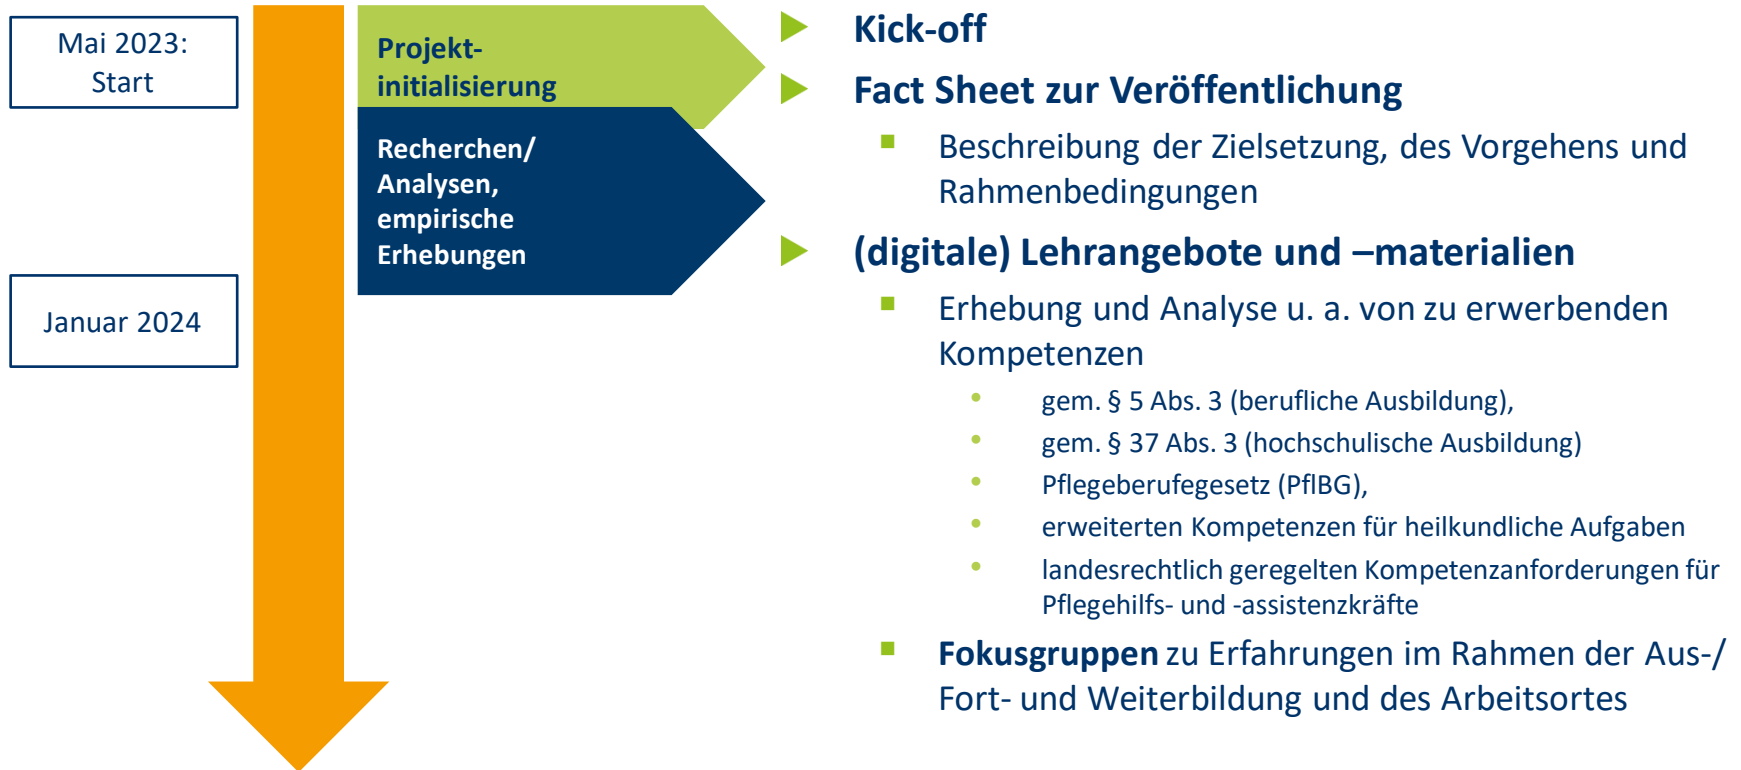 Mai 2023:
Start
Januar 2024
Projekt-
initialisierung
Recherchen/
Analysen,
empirische
Erhebungen
Kick-off
Fact Sheet zur Veröffentlichung
Beschreibung der Zielsetzung, des Vorgehens und
Rahmenbedingungen
(digitale) Lehrangebote und –materialien
Erhebung und Analyse u. a. von zu erwerbenden
Kompetenzen
gem. § 5 Abs. 3 (berufliche Ausbildung),
gem. § 37 Abs. 3 (hochschulische Ausbildung)
Pflegeberufegesetz (PflBG),
erweiterten Kompetenzen für heilkundliche Aufgaben
landesrechtlich geregelten Kompetenzanforderungen für
Pflegehilfs- und -assistenzkräfte
Fokusgruppen zu Erfahrungen im Rahmen der Aus-/
Fort- und Weiterbildung und des Arbeitsortes